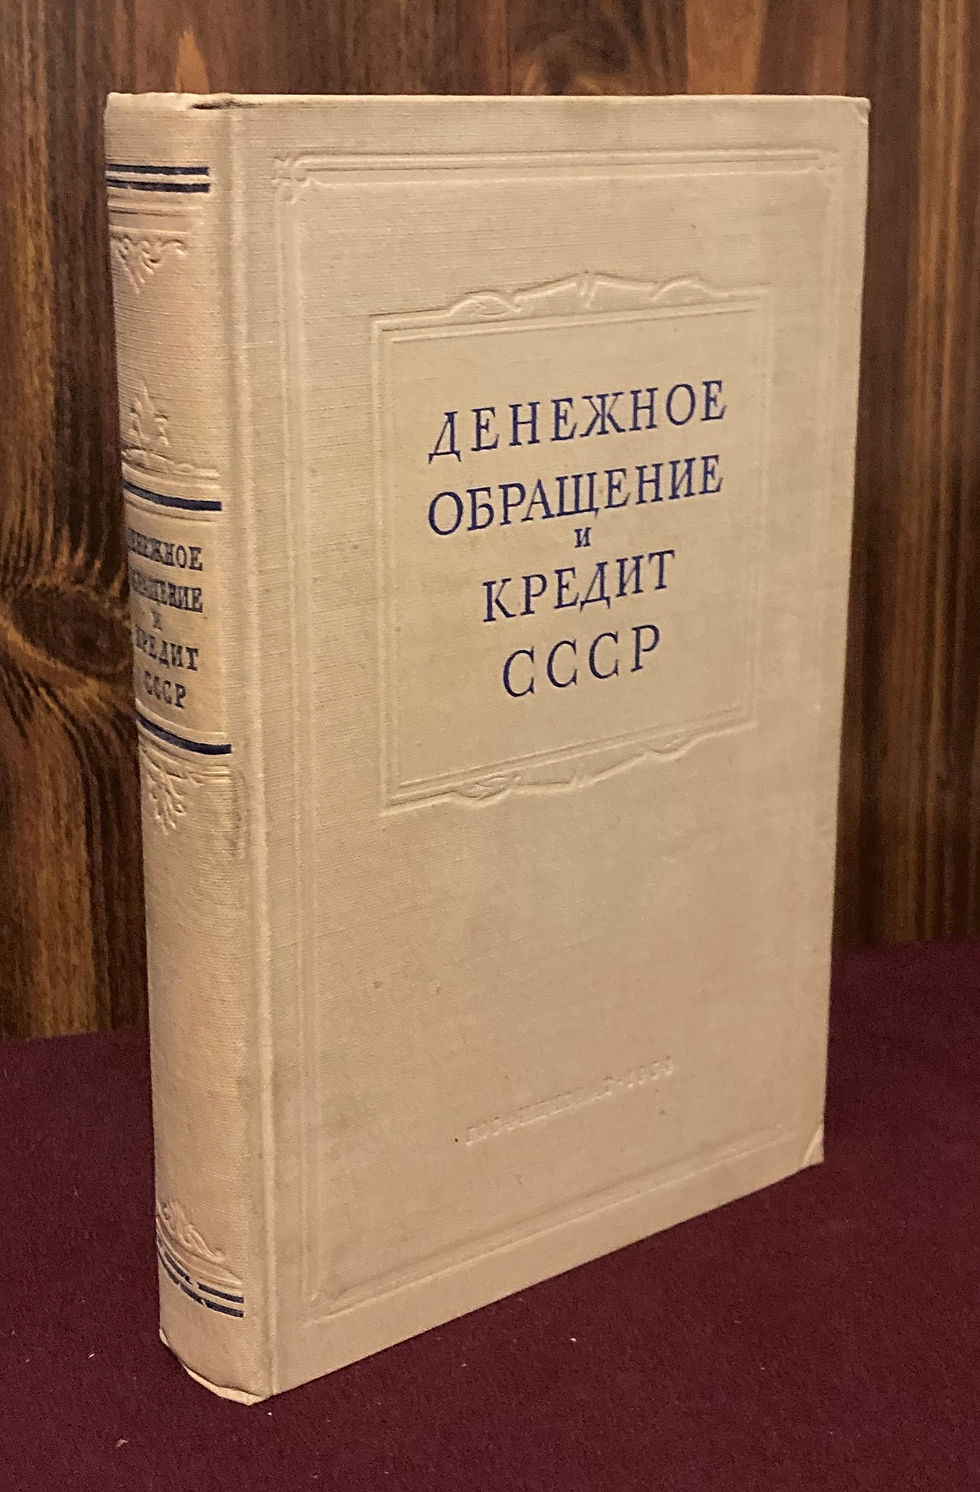 ДЕНЕЖНОЕ
ОБРАЩЕНИЕ
и
КРЕДИТ
СССР
ДЕНЕЖНОЕ
ОБРАЩЕНИЕ
и
КРЕДИТ
СССР